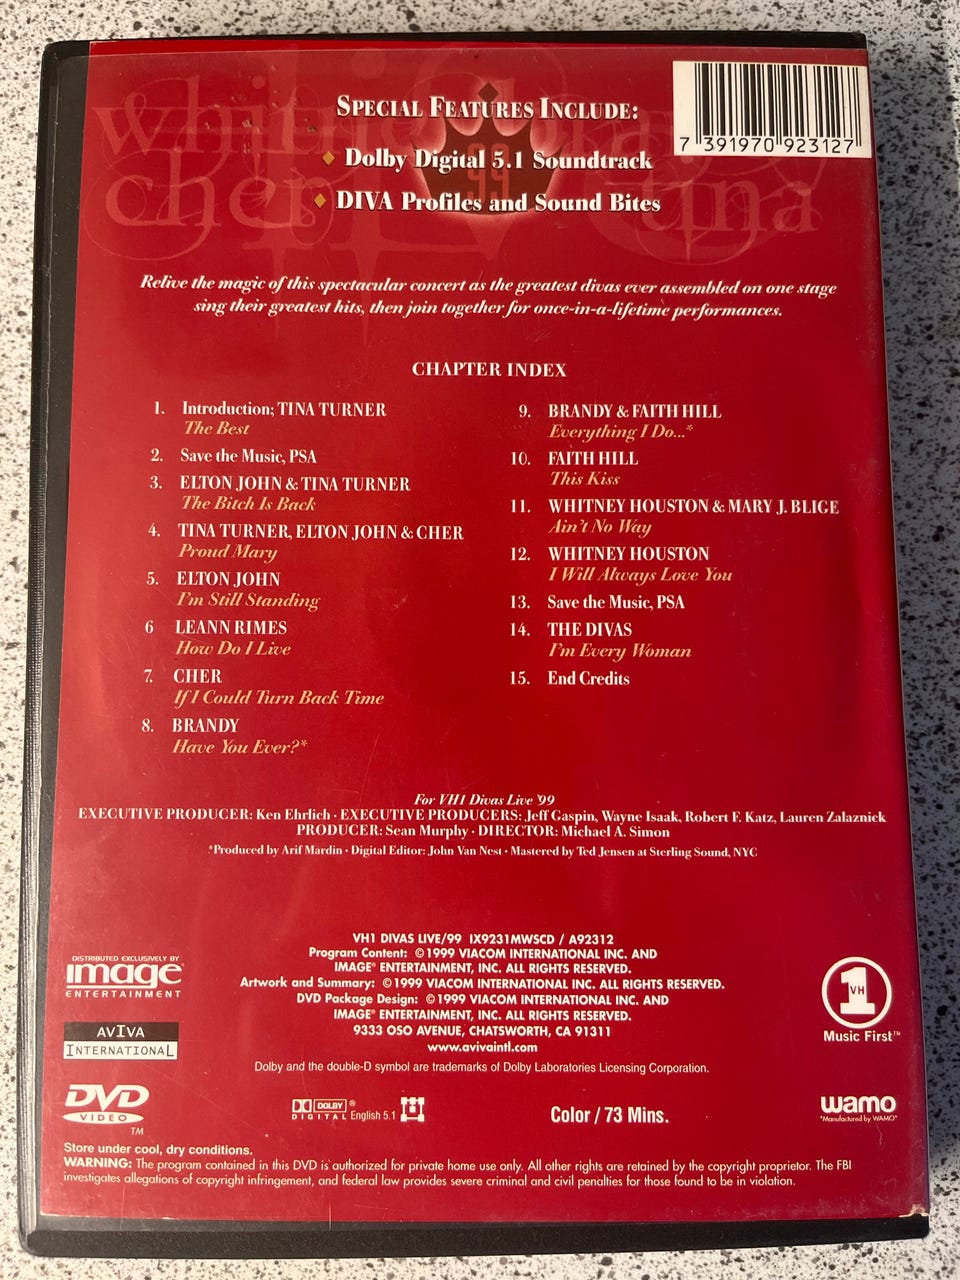 whitney brandy
cher tina
99
SPECIAL FEATURES INCLUDE:
Dolby Digital 5.1 Soundtrack
DIVA Profiles and Sound Bites
7 391970 923127
Relive the magic of this spectacular concert as the greatest divas ever assembled on one stage
sing their greatest hits, then join together for once-in-a-lifetime performances.
CHAPTER INDEX
1. Introduction; TINA TURNER
The Best
2. Save the Music, PSA
3. ELTON JOHN & TINA TURNER
The Bitch Is Back
4. TINA TURNER, ELTON JOHN & CHER
Proud Mary
5. ELTON JOHN
I'm Still Standing
6 LEANN RIMES
How Do I Live
7. CHER
If I Could Turn Back Time
8. BRANDY
Have You Ever?*
9. BRANDY & FAITH HILL
Everything I Do...*
10. FAITH HILL
This Kiss
11. WHITNEY HOUSTON & MARY J. BLIGE
Ain't No Way
12. WHITNEY HOUSTON
I Will Always Love You
13. Save the Music, PSA
14. THE DIVAS
I'm Every Woman
15. End Credits
For VH1 Divas Live '99
EXECUTIVE PRODUCER: Ken Ehrlich · EXECUTIVE PRODUCERS: Jeff Gaspin, Wayne Isaak, Robert F. Katz, Lauren Zalaznick
PRODUCER: Sean Murphy · DIRECTOR: Michael A. Simon
*Produced by Arif Mardin · Digital Editor: John Van Nest · Mastered by Ted Jensen at Sterling Sound, NYC
VH1 DIVAS LIVE/99 IX9231MWSCD / A92312
Program Content: ©1999 VIACOM INTERNATIONAL INC. AND
IMAGE® ENTERTAINMENT, INC. ALL RIGHTS RESERVED.
Artwork and Summary: ©1999 VIACOM INTERNATIONAL INC. ALL RIGHTS RESERVED.
DVD Package Design: ©1999 VIACOM INTERNATIONAL INC. AND
IMAGE® ENTERTAINMENT, INC. ALL RIGHTS RESERVED.
9333 OSO AVENUE, CHATSWORTH, CA 91311
www.avivaintl.com
Dolby and the double-D symbol are trademarks of Dolby Laboratories Licensing Corporation.
DISTRIBUTED EXCLUSIVELY BY
image®
ENTERTAINMENT
AVIVA
INTERNATIONAL
DVD
VIDEO
TM
VH 1
Music First™
DOLBY®
DIGITAL English 5.1
Color / 73 Mins.
wamo
"Manufactured by WAMO"
Store under cool, dry conditions.
WARNING: The program contained in this DVD is authorized for private home use only. All other rights are retained by the copyright proprietor. The FBI
investigates allegations of copyright infringement, and federal law provides severe criminal and civil penalties for those found to be in violation.